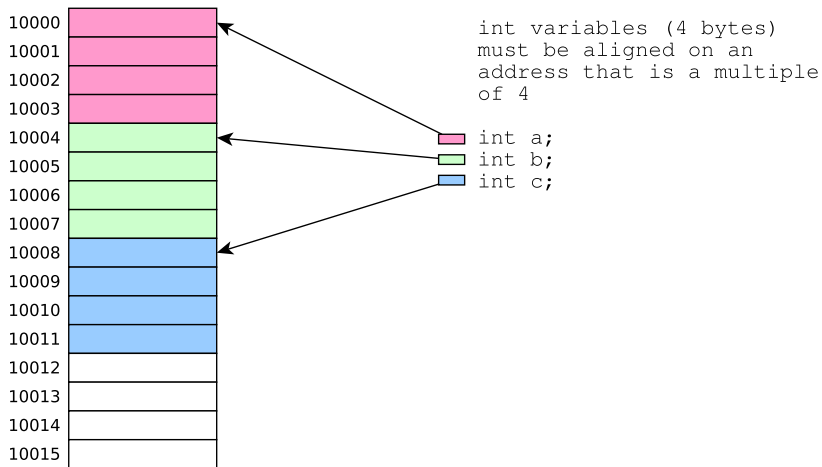 10000
10001
10002
10003
10004
10005
10006
10007
10008
10009
10010
10011
10012
10013
10014
10015
int variables (4 bytes)
must be aligned on an
address that is a multiple
of 4
int a;
int b;
int c;